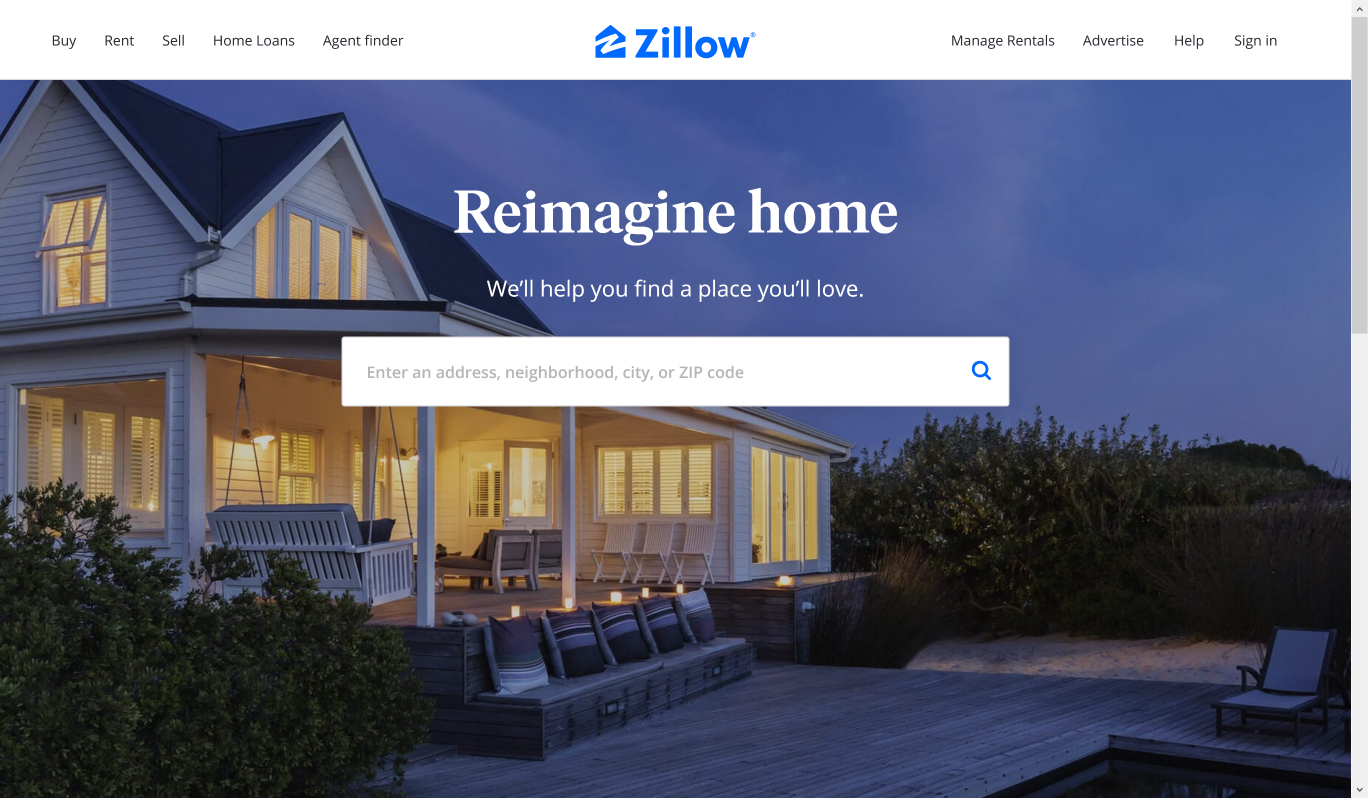 Buy Rent Sell Home Loans Agent finder Zillow® Manage Rentals Advertise Help Sign in
Reimagine home
We’ll help you find a place you’ll love.
Enter an address, neighborhood, city, or ZIP code